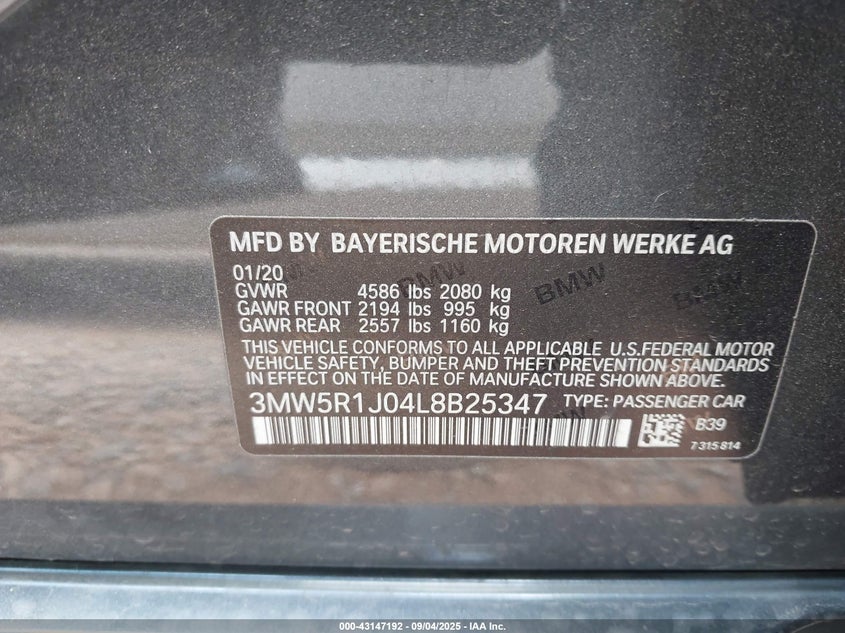 MFD BY BAYERISCHE MOTOREN WERKE AG
01/20
GVWR 4586 lbs 2080 kg
GAWR FRONT 2194 lbs 995 kg
GAWR REAR 2557 lbs 1160 kg
THIS VEHICLE CONFORMS TO ALL APPLICABLE U.S.FEDERAL MOTOR
VEHICLE SAFETY, BUMPER AND THEFT PREVENTION STANDARDS
IN EFFECT ON THE DATE OF MANUFACTURE SHOWN ABOVE.
3MW5R1J04L8B25347 TYPE: PASSENGER CAR
B39
7 315 814
BMW BMW BMW
000-43147192 - 09/04/2025 - IAA Inc.